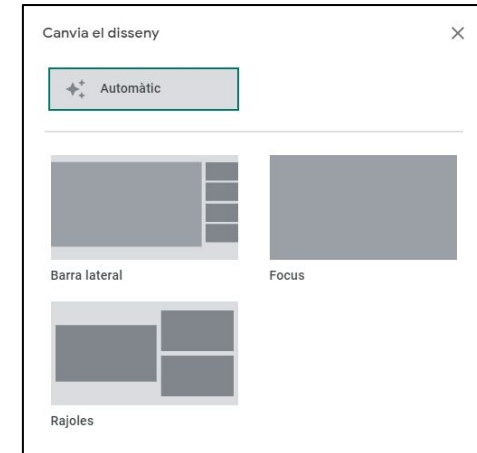 Canvia el disseny
Automàtic
Barra lateral
Focus
Rajoles